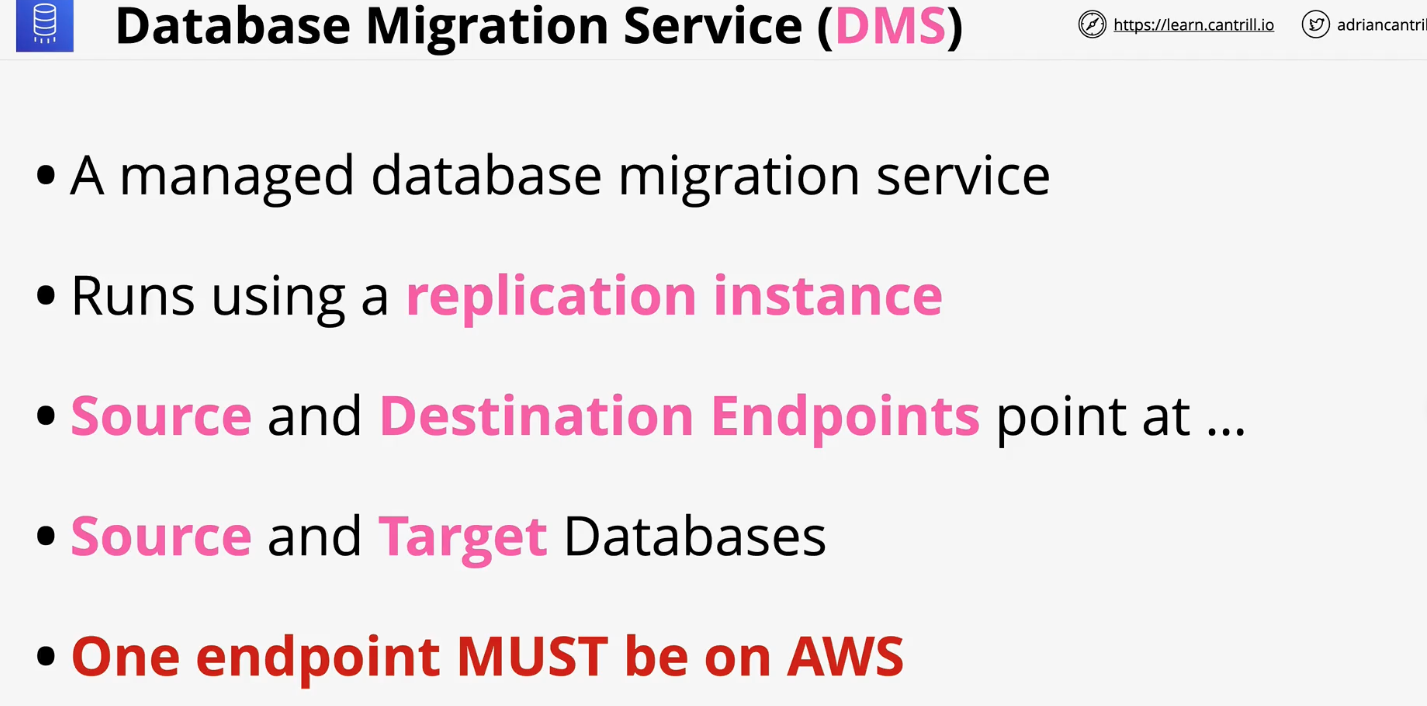 Database Migration Service (DMS)
https://learn.cantrill.io
adriancantril
• A managed database migration service
• Runs using a replication instance
• Source and Destination Endpoints point at ...
• Source and Target Databases
• One endpoint MUST be on AWS